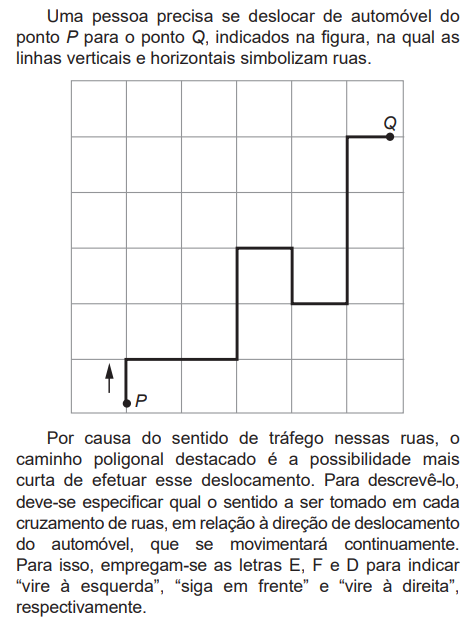 Uma pessoa precisa se deslocar de automóvel do
ponto P para o ponto Q, indicados na figura, na qual as
linhas verticais e horizontais simbolizam ruas.
Q
P
Por causa do sentido de tráfego nessas ruas, o
caminho poligonal destacado é a possibilidade mais
curta de efetuar esse deslocamento. Para descrevê-lo,
deve-se especificar qual o sentido a ser tomado em cada
cruzamento de ruas, em relação à direção de deslocamento
do automóvel, que se movimentará continuamente.
Para isso, empregam-se as letras E, F e D para indicar
“vire à esquerda”, “siga em frente” e “vire à direita”,
respectivamente.